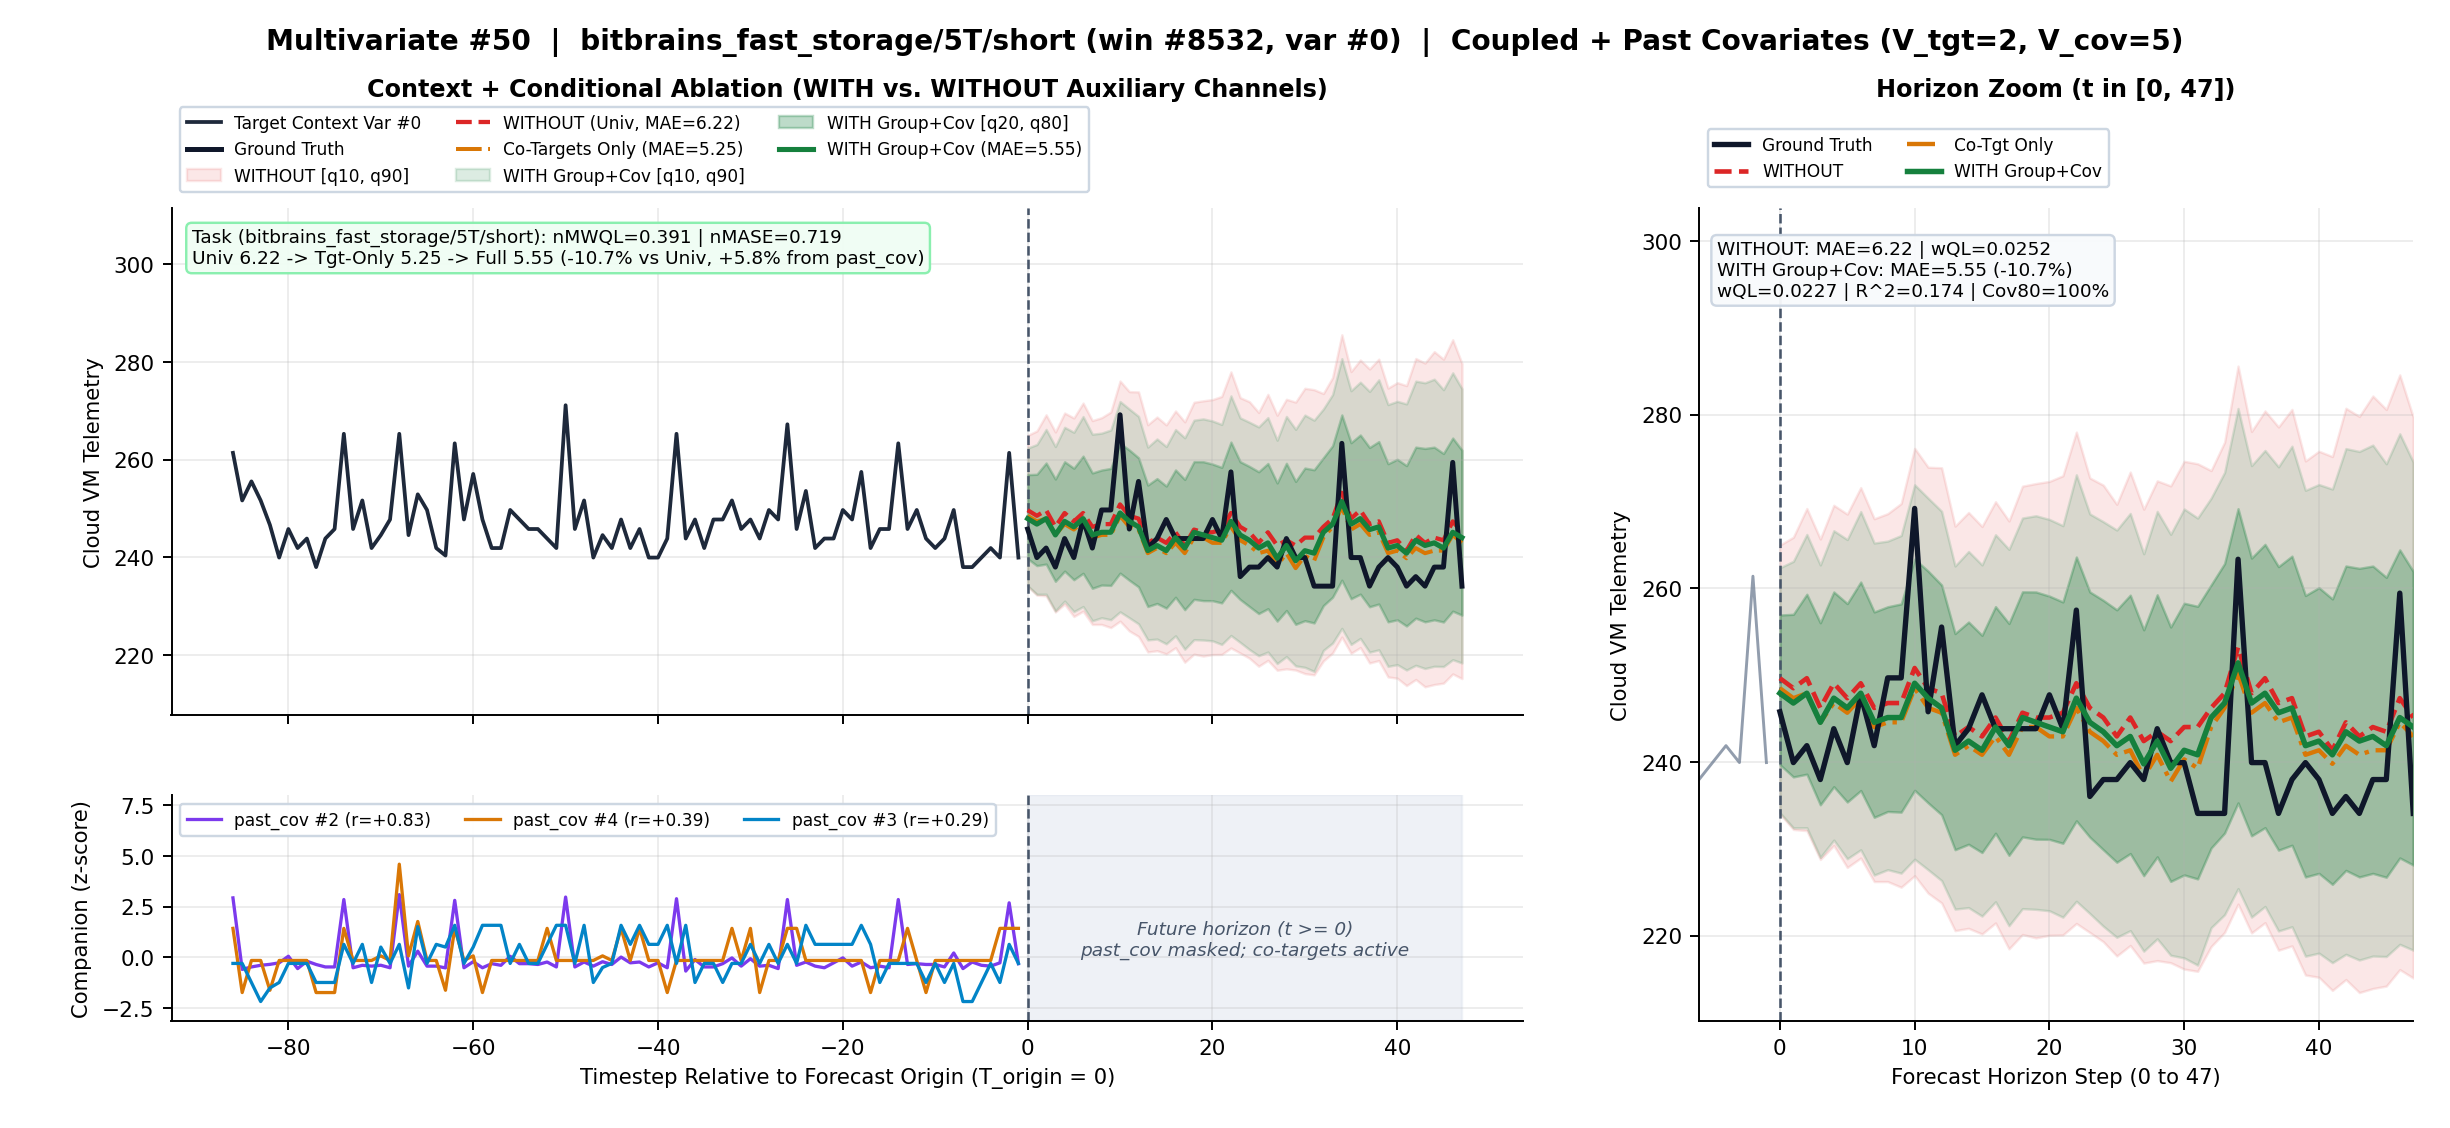 Multivariate #50 | bitbrains_fast_storage/5T/short (win #8532, var #0) | Coupled + Past Covariates (V_tgt=2, V_cov=5)
Context + Conditional Ablation (WITH vs. WITHOUT Auxiliary Channels)
Target Context Var #0
Ground Truth
WITHOUT [q10, q90]
WITHOUT (Univ, MAE=6.22)
Co-Targets Only (MAE=5.25)
WITH Group+Cov [q10, q90]
WITH Group+Cov [q20, q80]
WITH Group+Cov (MAE=5.55)
Task (bitbrains_fast_storage/5T/short): nMWQL=0.391 | nMASE=0.719
Univ 6.22 -> Tgt-Only 5.25 -> Full 5.55 (-10.7% vs Univ, +5.8% from past_cov)
Cloud VM Telemetry
300
280
260
240
220
past_cov #2 (r=+0.83)
past_cov #4 (r=+0.39)
past_cov #3 (r=+0.29)
Companion (z-score)
7.5
5.0
2.5
0.0
−2.5
Future horizon (t >= 0)
past_cov masked; co-targets active
−80
−60
−40
−20
0
20
40
Timestep Relative to Forecast Origin (T_origin = 0)
Horizon Zoom (t in [0, 47])
Ground Truth
WITHOUT
Co-Tgt Only
WITH Group+Cov
WITHOUT: MAE=6.22 | wQL=0.0252
WITH Group+Cov: MAE=5.55 (-10.7%)
wQL=0.0227 | R^2=0.174 | Cov80=100%
Cloud VM Telemetry
300
280
260
240
220
0
10
20
30
40
Forecast Horizon Step (0 to 47)